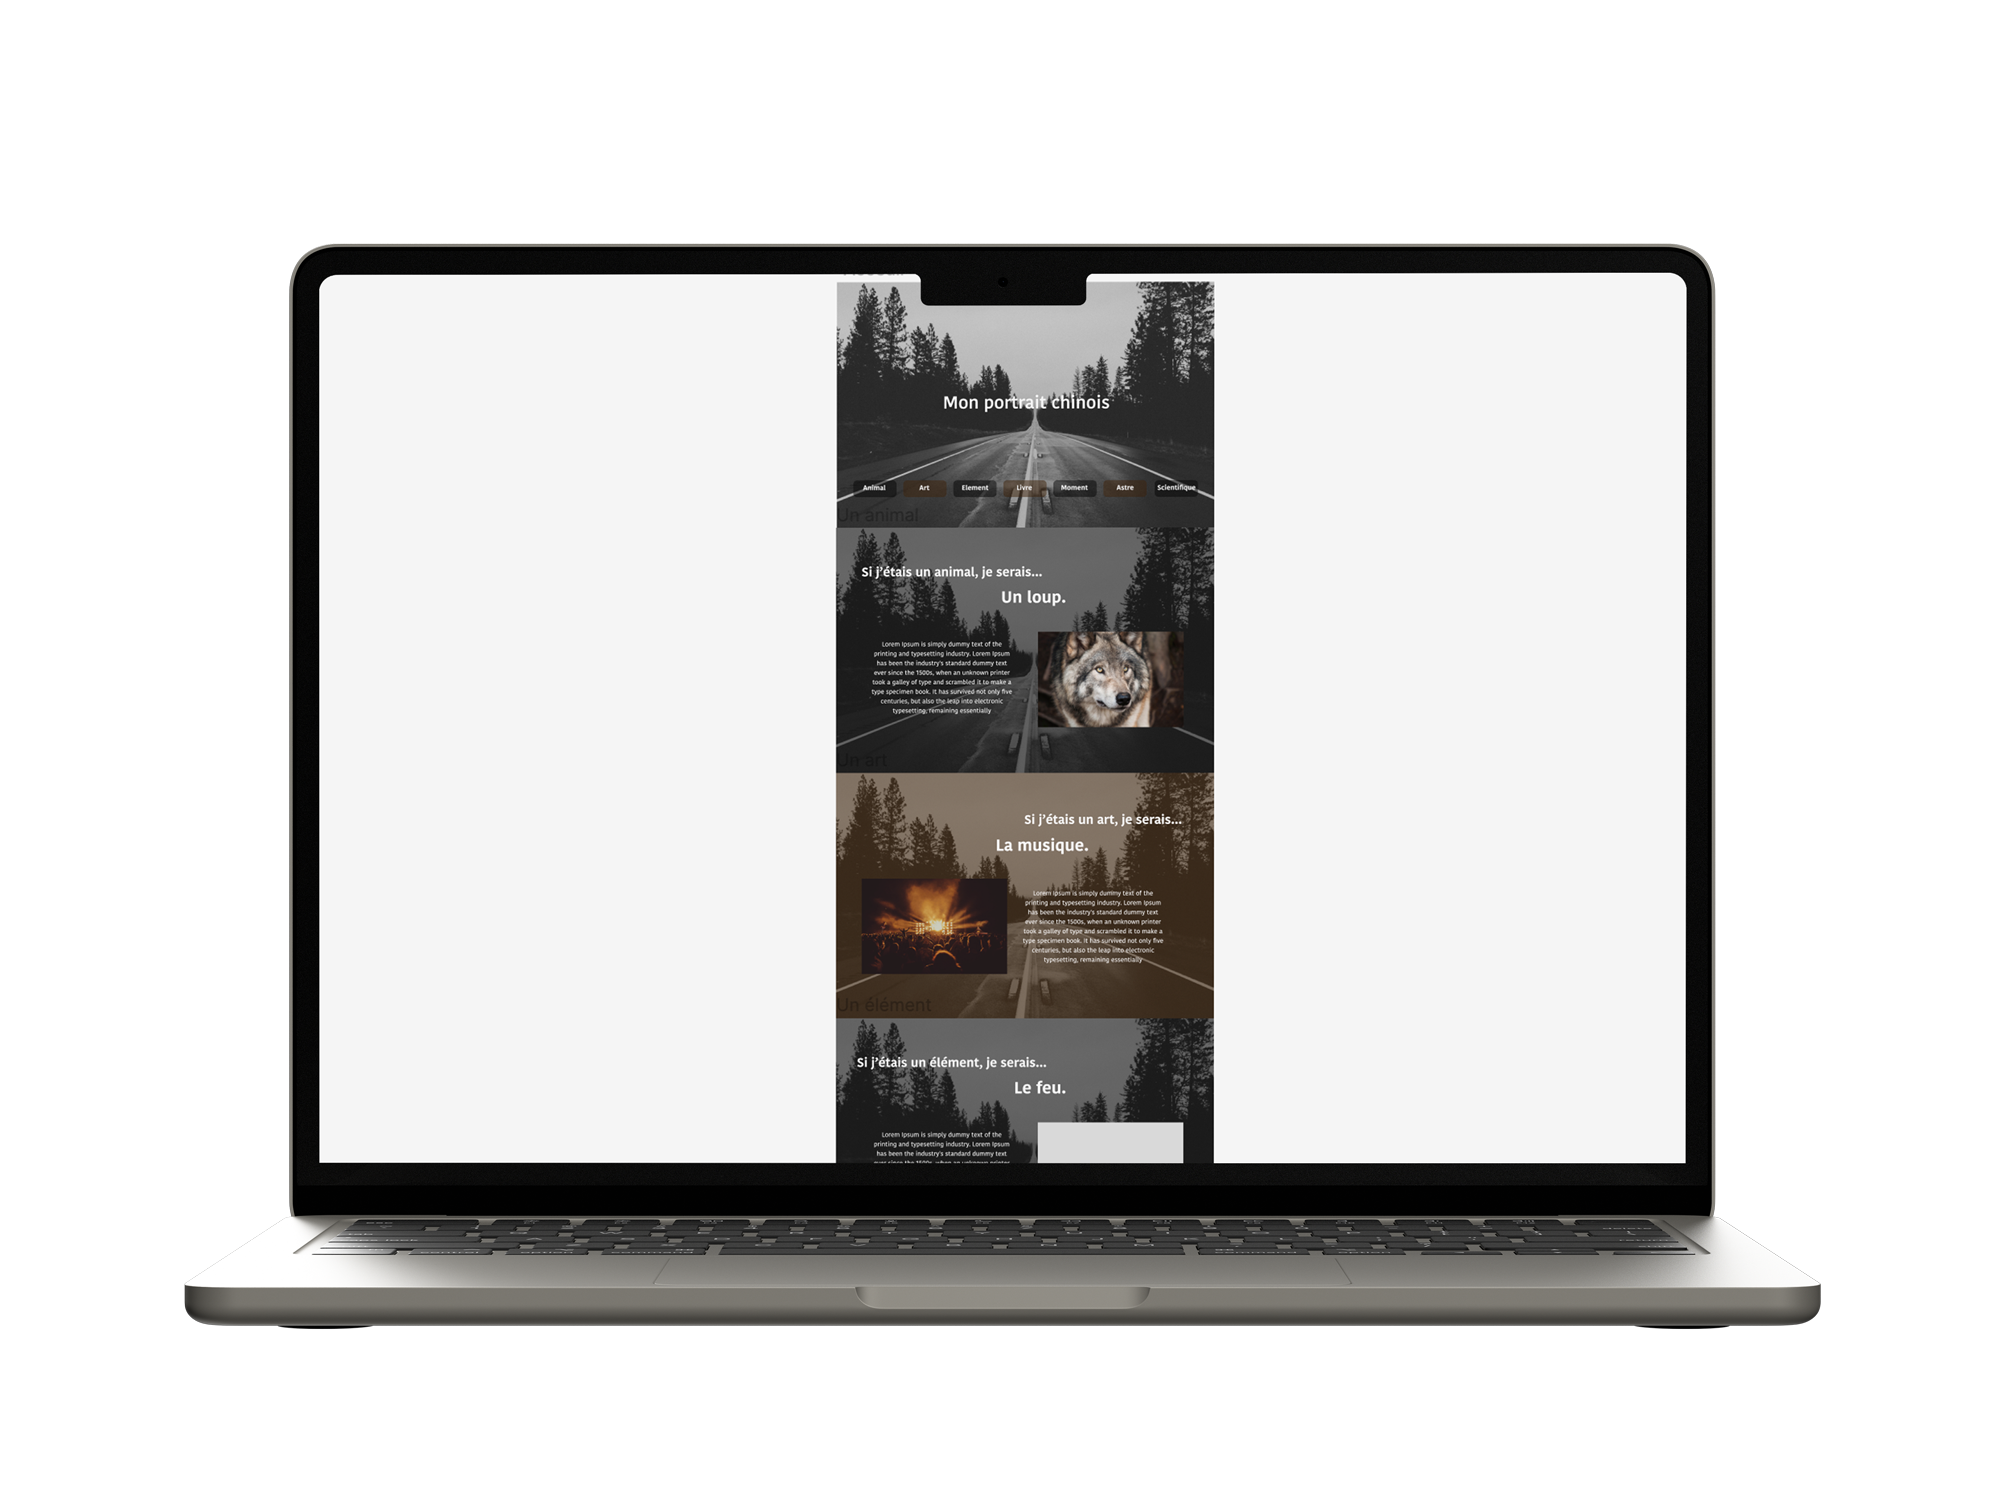 Mon portrait chinois
Animal Art Element Livre Moment Astre Scientifique
Un animal
Si j'étais un animal, je serais...
Un loup.
Lorem Ipsum is simply dummy text of the
printing and typesetting industry. Lorem Ipsum
has been the industry's standard dummy text
ever since the 1500s, when an unknown printer
took a galley of type and scrambled it to make a
type specimen book. It has survived not only five
centuries, but also the leap into electronic
typesetting, remaining essentially
Un art
Si j'étais un art, je serais...
La musique.
Lorem Ipsum is simply dummy text of the
printing and typesetting industry. Lorem Ipsum
has been the industry's standard dummy text
ever since the 1500s, when an unknown printer
took a galley of type and scrambled it to make a
type specimen book. It has survived not only five
centuries, but also the leap into electronic
typesetting, remaining essentially
Un élément
Si j'étais un élément, je serais...
Le feu.
Lorem Ipsum is simply dummy text of the
printing and typesetting industry. Lorem Ipsum
has been the industry's standard dummy text